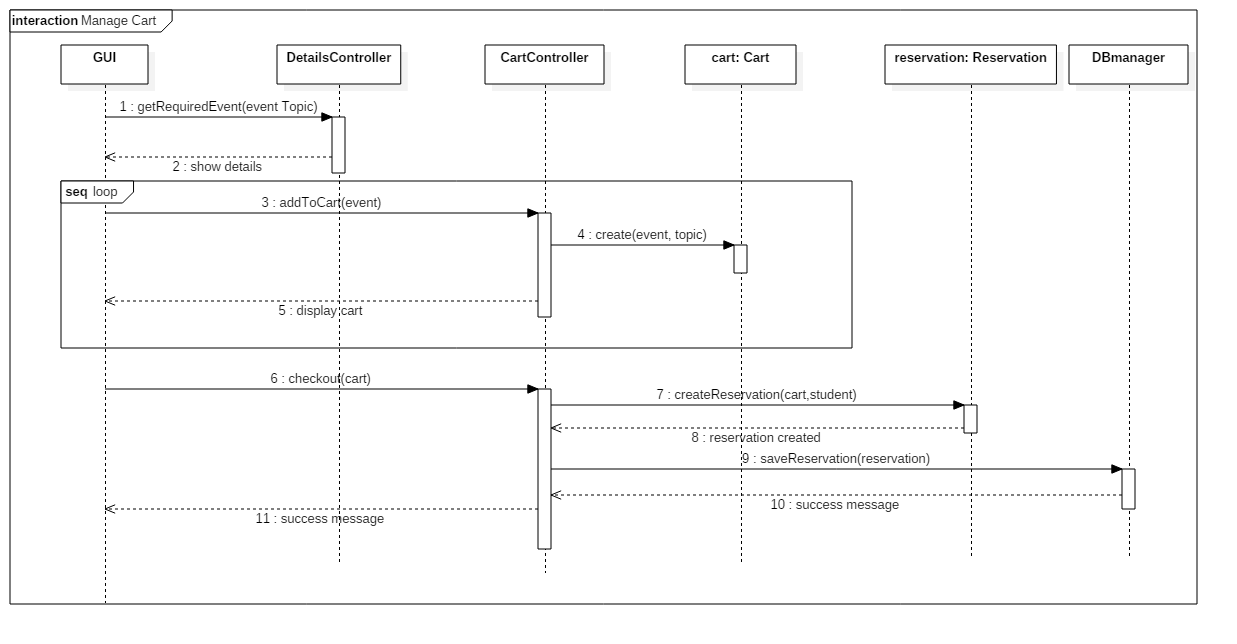 interaction Manage Cart
GUI
DetailsController
CartController
cart: Cart
reservation: Reservation
DBmanager
1 : getRequiredEvent(event Topic)
2 : show details
seq loop
3 : addToCart(event)
4 : create(event, topic)
5 : display cart
6 : checkout(cart)
7 : createReservation(cart,student)
8 : reservation created
9 : saveReservation(reservation)
10 : success message
11 : success message